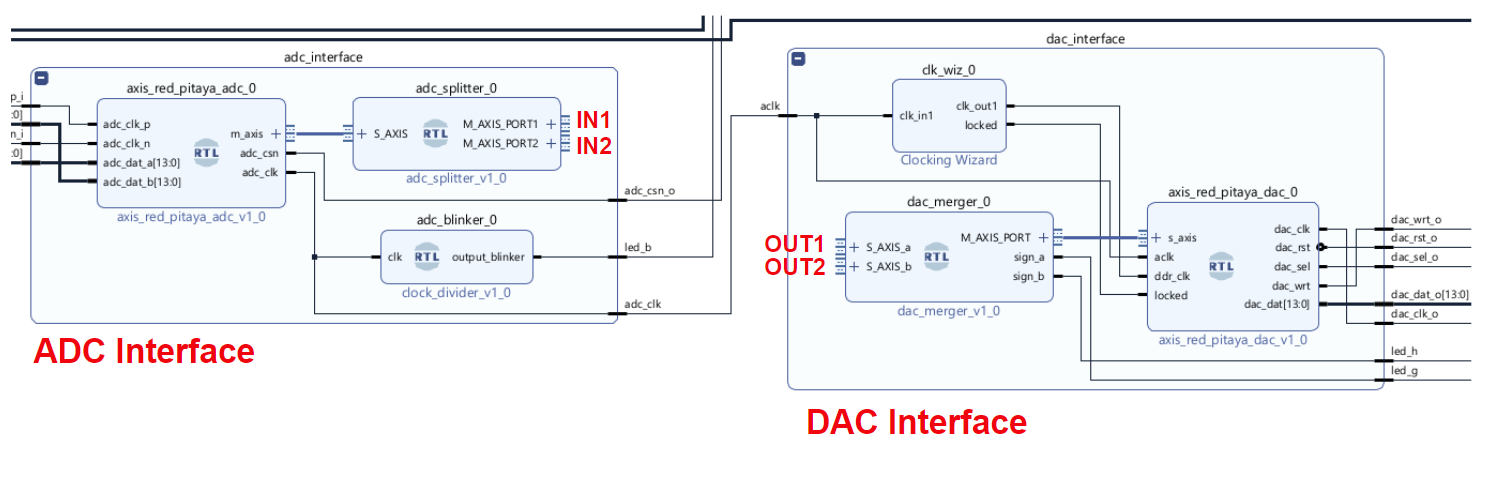 adc_interface
axis_red_pitaya_adc_0
p_i
:0]
n_i
:0]
adc_clk_p
adc_clk_n
adc_dat_a[13:0]
adc_dat_b[13:0]
m_axis
adc_csn
adc_clk
RTL
axis_red_pitaya_adc_v1_0
adc_splitter_0
S_AXIS
RTL
M_AXIS_PORT1
M_AXIS_PORT2
adc_splitter_v1_0
IN1
IN2
adc_blinker_0
clk
RTL
output_blinker
clock_divider_v1_0
adc_csn_o
led_b
adc_clk
ADC Interface
dac_interface
aclk
clk_wiz_0
clk_in1
clk_out1
locked
Clocking Wizard
dac_merger_0
OUT1
OUT2
S_AXIS_a
S_AXIS_b
RTL
M_AXIS_PORT
sign_a
sign_b
dac_merger_v1_0
axis_red_pitaya_dac_0
s_axis
aclk
ddr_clk
locked
RTL
dac_clk
dac_rst
dac_sel
dac_wrt
dac_dat[13:0]
axis_red_pitaya_dac_v1_0
dac_wrt_o
dac_rst_o
dac_sel_o
dac_dat_o[13:0]
dac_clk_o
led_h
led_g
DAC Interface